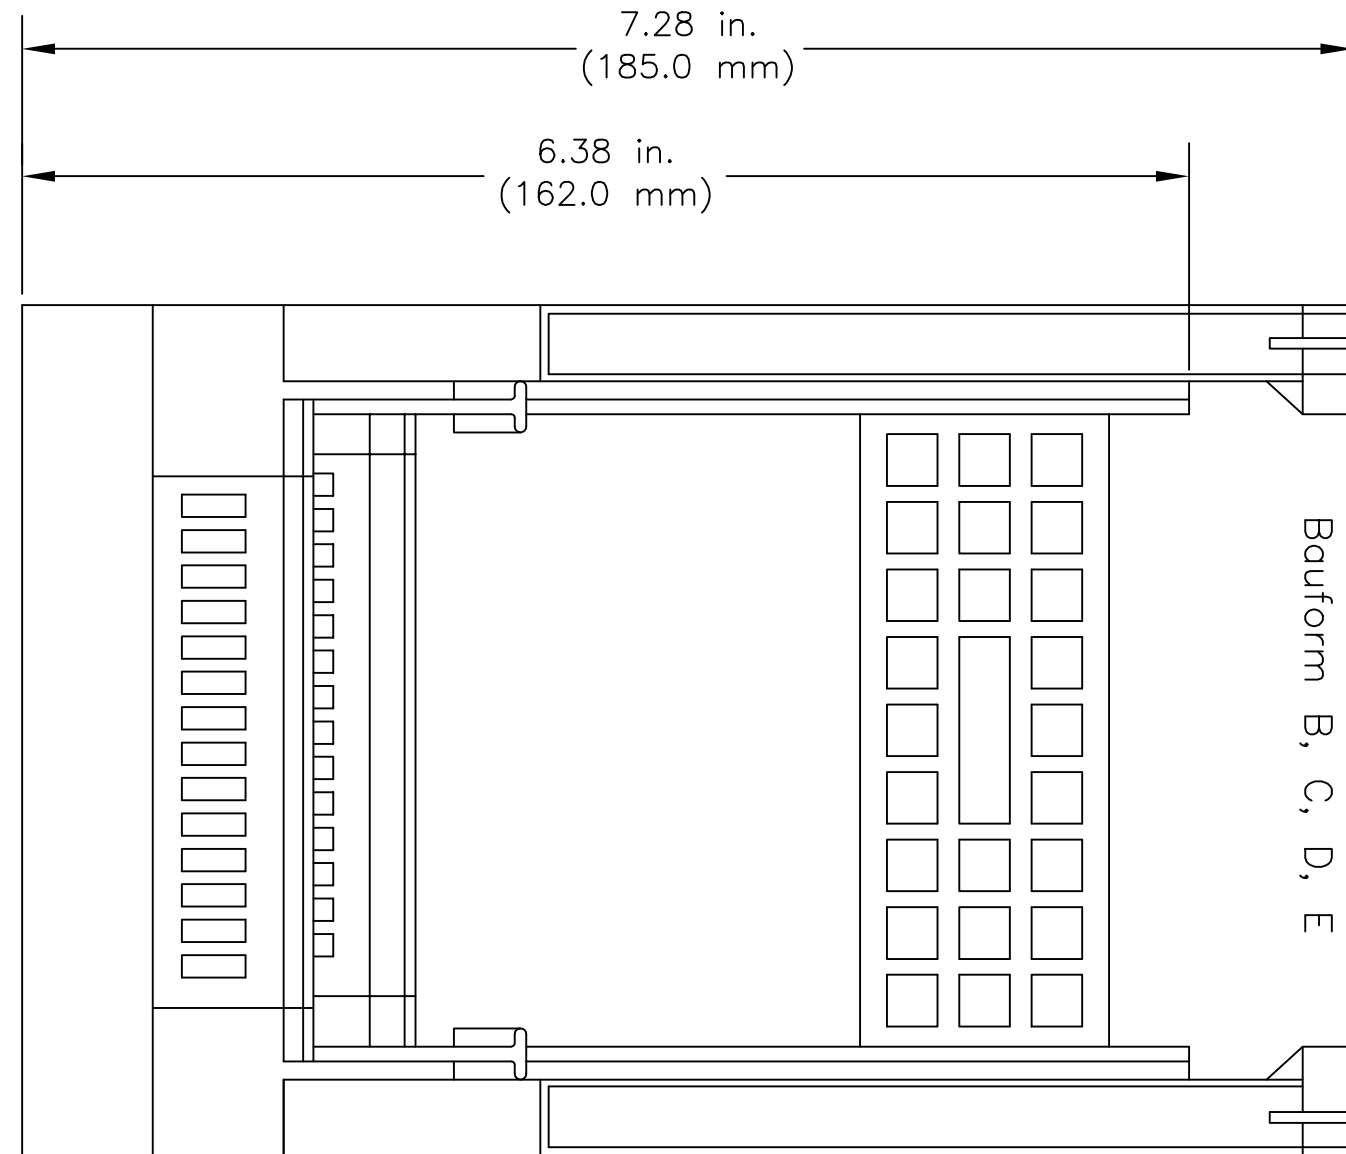 7.28 in.
(185.0 mm)
6.38 in.
(162.0 mm)
Bauform B, C, D, E